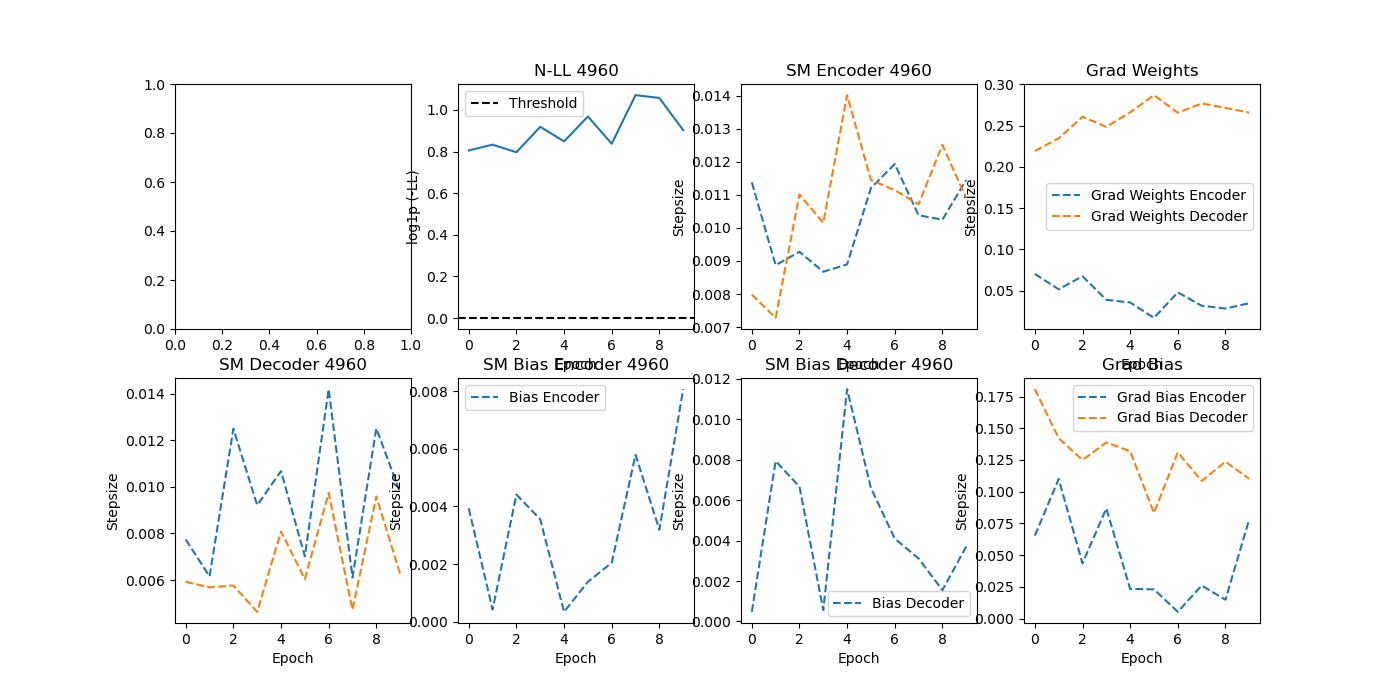 1.0
0.8
0.6
0.4
0.2
0.0
0.0 0.2 0.4 0.6 0.8 1.0
N-LL 4960
Threshold
log1p (-LL)
1.0
0.8
0.6
0.4
0.2
0.0
0 2 4 6 8
Epoch
SM Encoder 4960
Stepsize
0.014
0.013
0.012
0.011
0.010
0.009
0.008
0.007
0 2 4 6 8
Epoch
Grad Weights
Stepsize
0.30
0.25
0.20
0.15
0.10
0.05
Grad Weights Encoder
Grad Weights Decoder
0 2 4 6 8
Epoch
SM Decoder 4960
Stepsize
0.014
0.012
0.010
0.008
0.006
0 2 4 6 8
Epoch
SM Bias Encoder 4960
Bias Encoder
Stepsize
0.008
0.006
0.004
0.002
0.000
0 2 4 6 8
Epoch
SM Bias Decoder 4960
Stepsize
0.012
0.010
0.008
0.006
0.004
0.002
0.000
Bias Decoder
0 2 4 6 8
Epoch
Grad Bias
Grad Bias Encoder
Grad Bias Decoder
Stepsize
0.175
0.150
0.125
0.100
0.075
0.050
0.025
0.000
0 2 4 6 8
Epoch